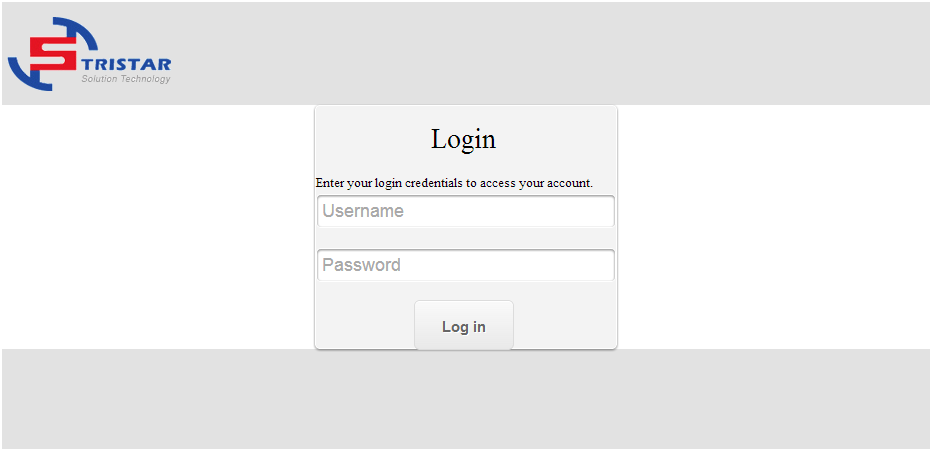 TRISTAR
Solution Technology
Login
Enter your login credentials to access your account.
Username
Password
Log in